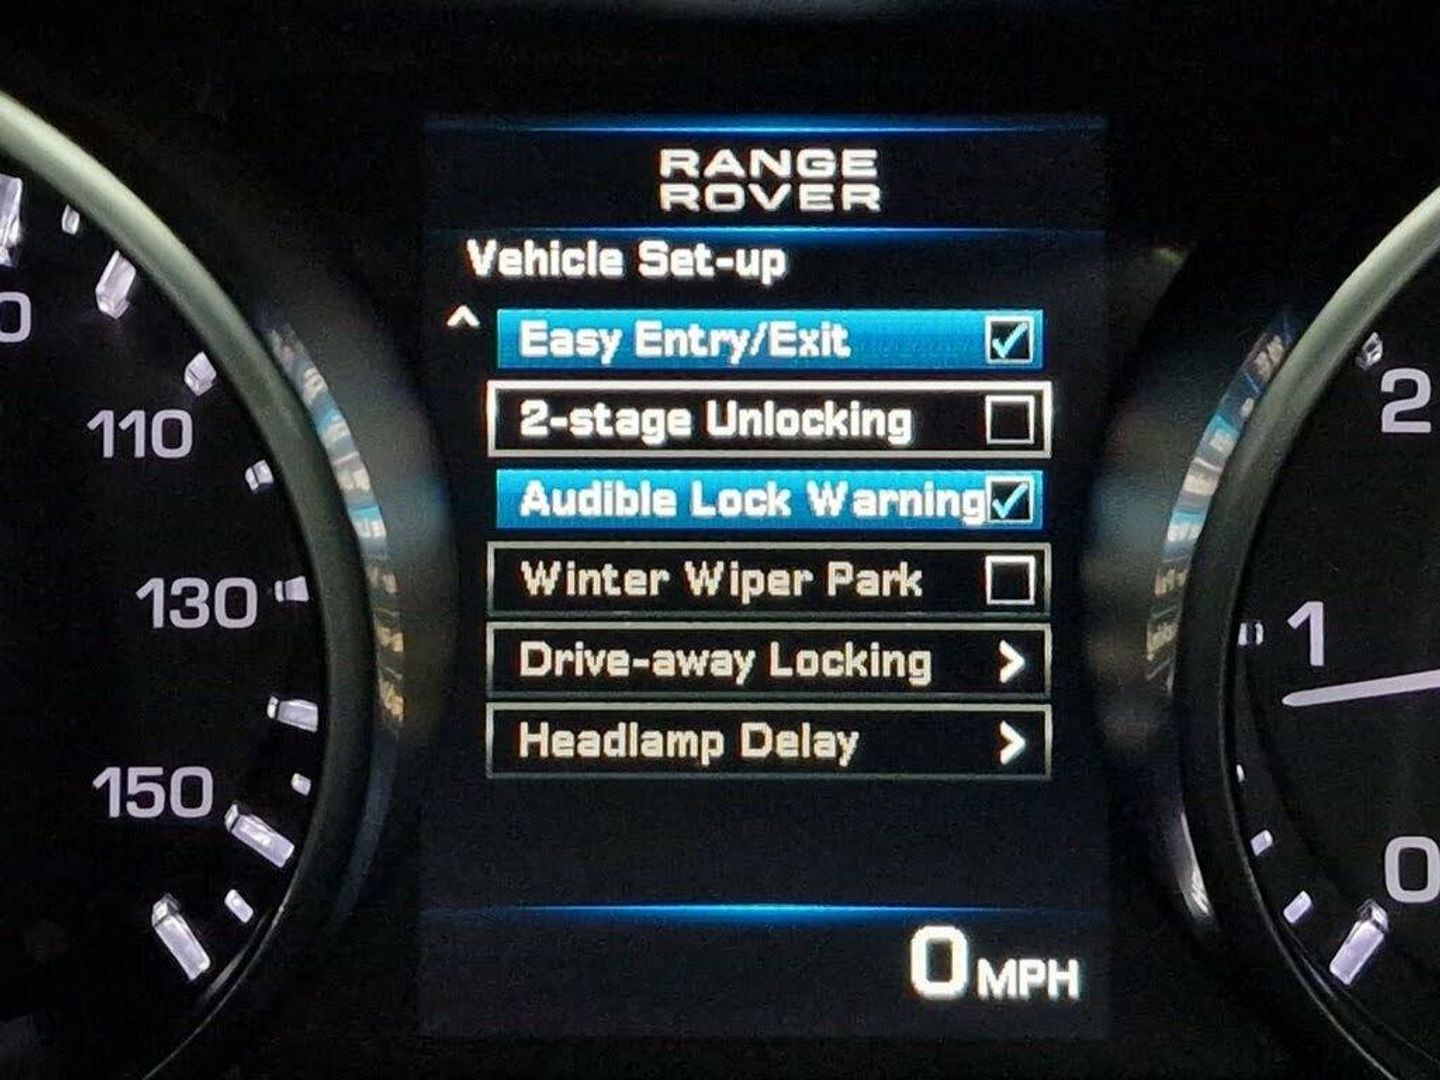 RANGE
ROVER
Vehicle Set-up
Easy Entry/Exit
2-stage Unlocking
Audible Lock Warning
Winter Wiper Park
Drive-away Locking
Headlamp Delay
0 MPH
110
130
150
2
1
0